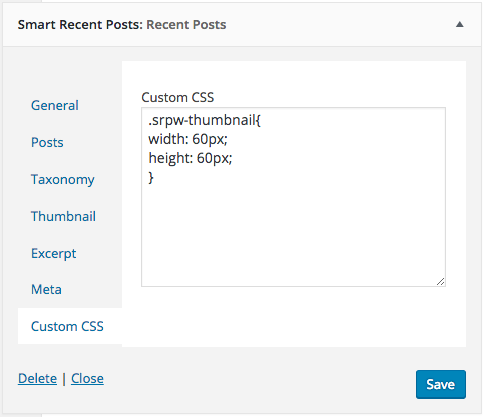 Smart Recent Posts: Recent Posts
General
Posts
Taxonomy
Thumbnail
Excerpt
Meta
Custom CSS
Custom CSS
.srpw-thumbnail{
width: 60px;
height: 60px;
}
Delete | Close
Save